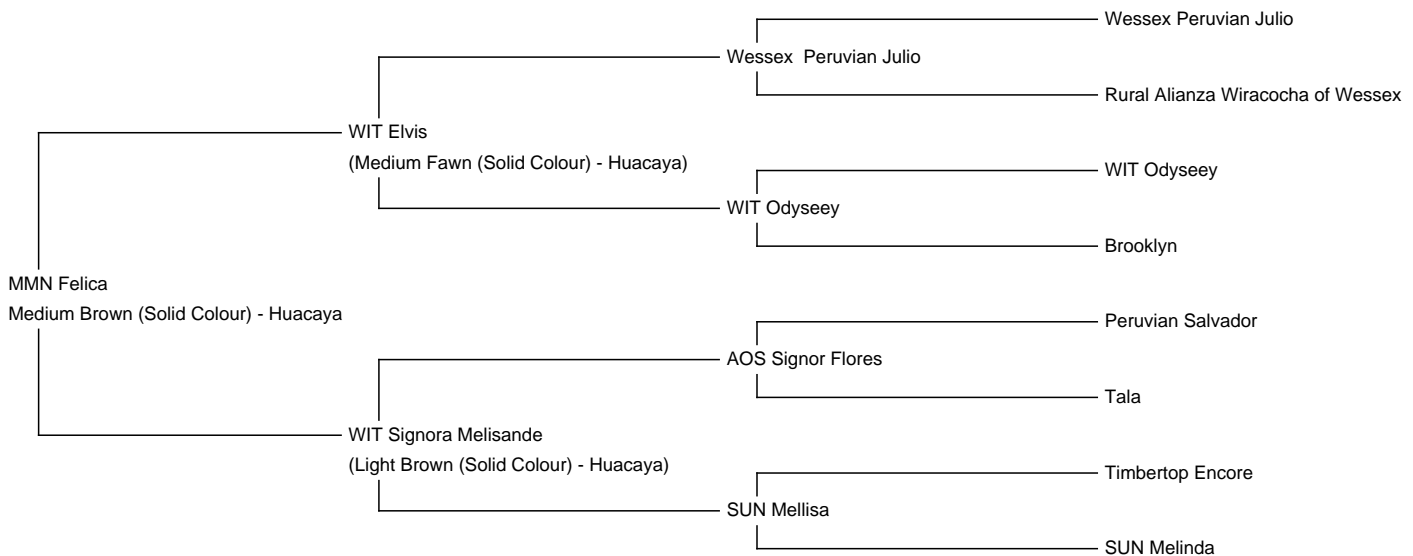 Wessex Peruvian Julio
Wessex  Peruvian Julio
Rural Alianza Wiracocha of Wessex
WIT Elvis
(Medium Fawn (Solid Colour) - Huacaya)
WIT Odyseey
WIT Odyseey
Brooklyn
MMN Felica
Medium Brown (Solid Colour) - Huacaya
Peruvian Salvador
AOS Signor Flores
Tala
WIT Signora Melisande
(Light Brown (Solid Colour) - Huacaya)
Timbertop Encore
SUN Mellisa
SUN Melinda